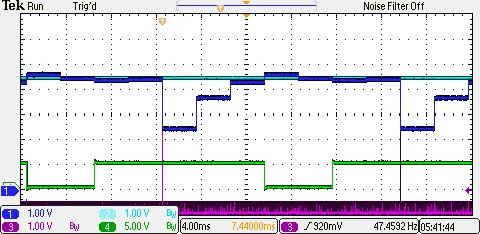 Tek Run Trig'd Noise Filter Off
1 1.00 V 2 1.00 V BW
3 1.00 V BW 4 5.00 V BW 4.00ms 7.44000ms 3 920mV 47.4592 Hz 05:41:44